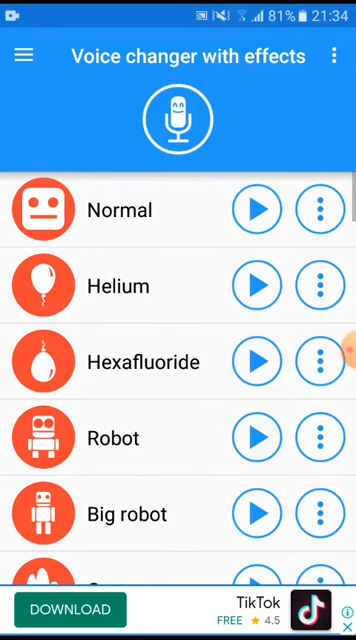 81% 21:34
Voice changer with effects
Normal
Helium
Hexafluoride
Robot
Big robot
DOWNLOAD
TikTok
FREE ★ 4.5